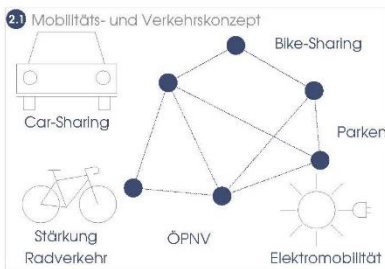 2.1 Mobilitäts- und Verkehrskonzept
Bike-Sharing
Car-Sharing
Parken
Stärkung
Radverkehr
ÖPNV
Elektromobilität